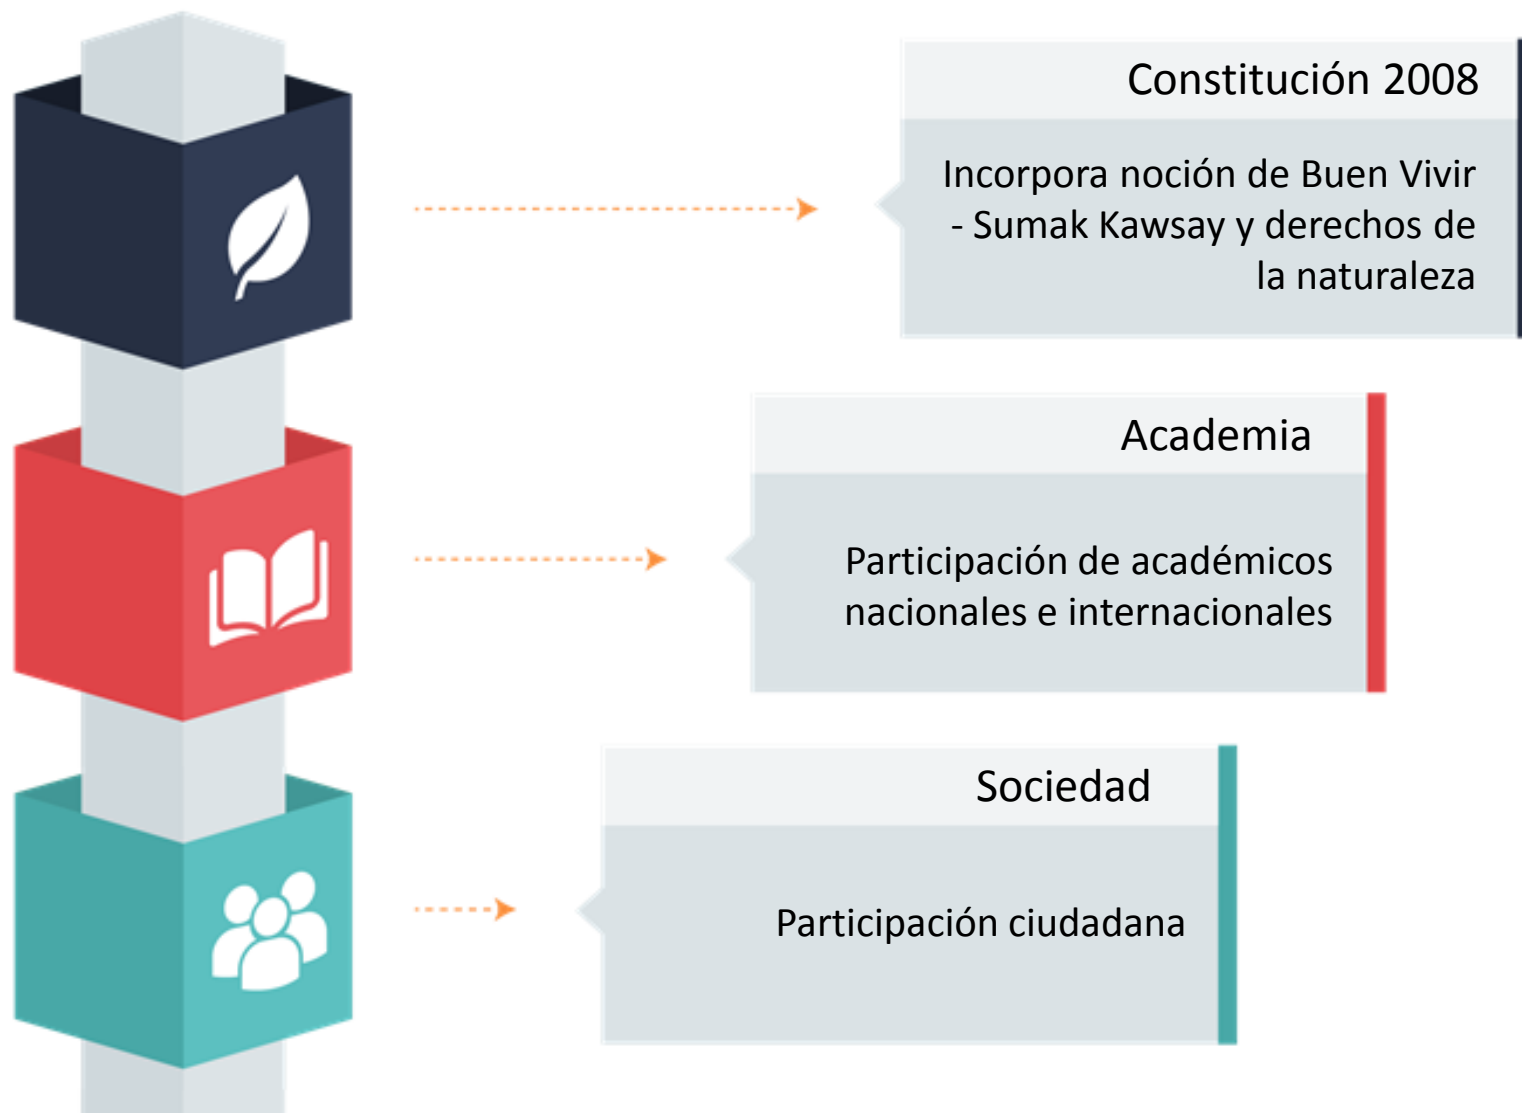 Constitución 2008
Incorpora noción de Buen Vivir
- Sumak Kawsay y derechos de
la naturaleza
Academia
Participación de académicos
nacionales e internacionales
Sociedad
Participación ciudadana